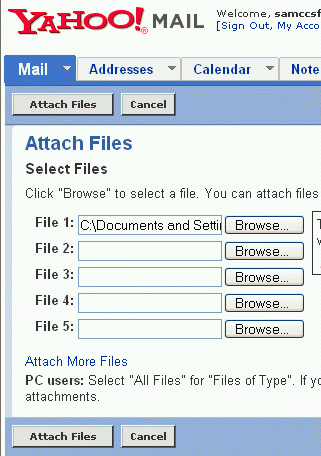 YAHOO! MAIL
Welcome, samccsf
[Sign Out, My Acco
Mail Addresses Calendar Note
Attach Files Cancel
Attach Files
Select Files
Click "Browse" to select a file. You can attach files
File 1: C:\Documents and Settin Browse...
File 2: Browse...
File 3: Browse...
File 4: Browse...
File 5: Browse...
Attach More Files
PC users: Select "All Files" for "Files of Type". If yo
attachments.
Attach Files Cancel